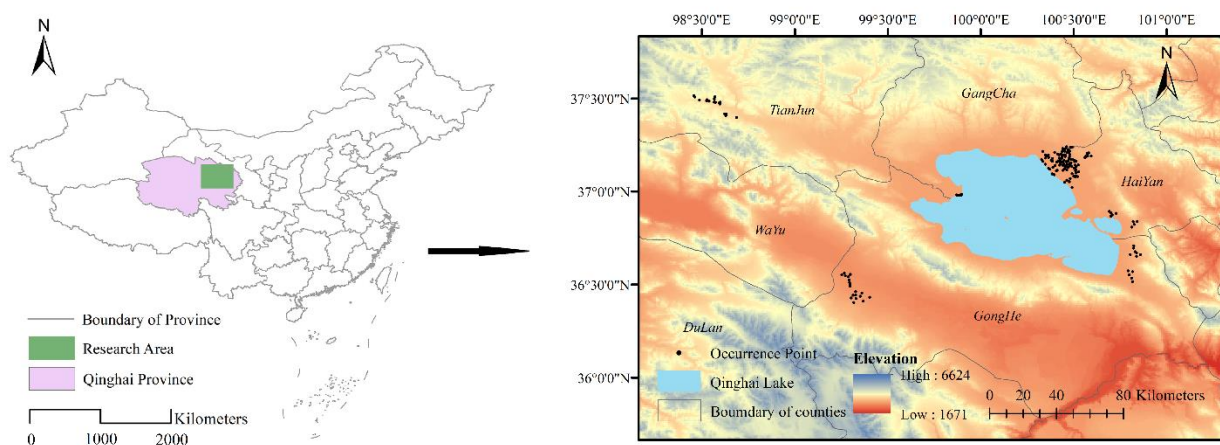 N
Boundary of Province
Research Area
Qinghai Province
Kilometers
0 1000 2000
98°30'0"E 99°0'0"E 99°30'0"E 100°0'0"E 100°30'0"E 101°0'0"E
37°30'0"N
37°0'0"N
36°30'0"N
36°0'0"N
N
TianJun
GangCha
HaiYan
WaYu
GongHe
DuLan
Occurrence Point
Qinghai Lake
Boundary of counties
Elevation
High : 6624
Low : 1671
0 20 40 80 Kilometers